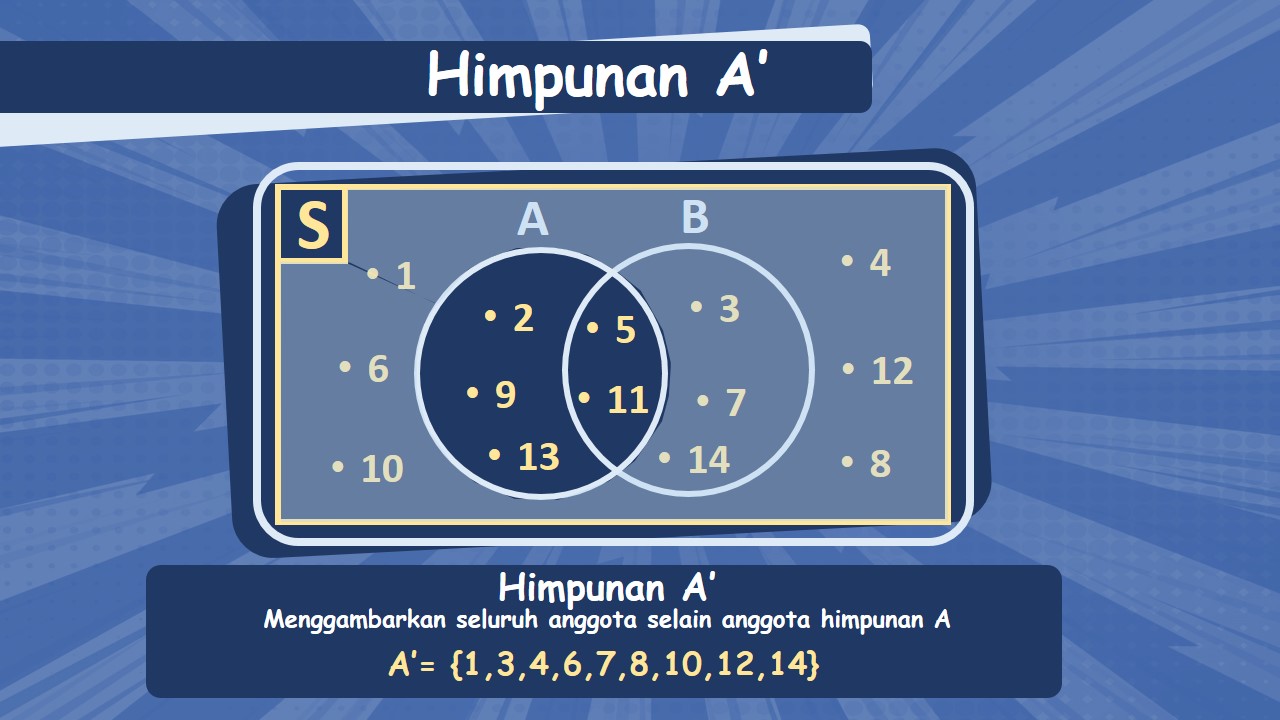 Himpunan A'
S
A
B
• 1
• 4
• 2
• 5
• 3
• 6
• 12
• 9
• 11
• 7
• 13
• 14
• 10
• 8
Himpunan A'
Menggambarkan seluruh anggota selain anggota himpunan A
A'= {1,3,4,6,7,8,10,12,14}